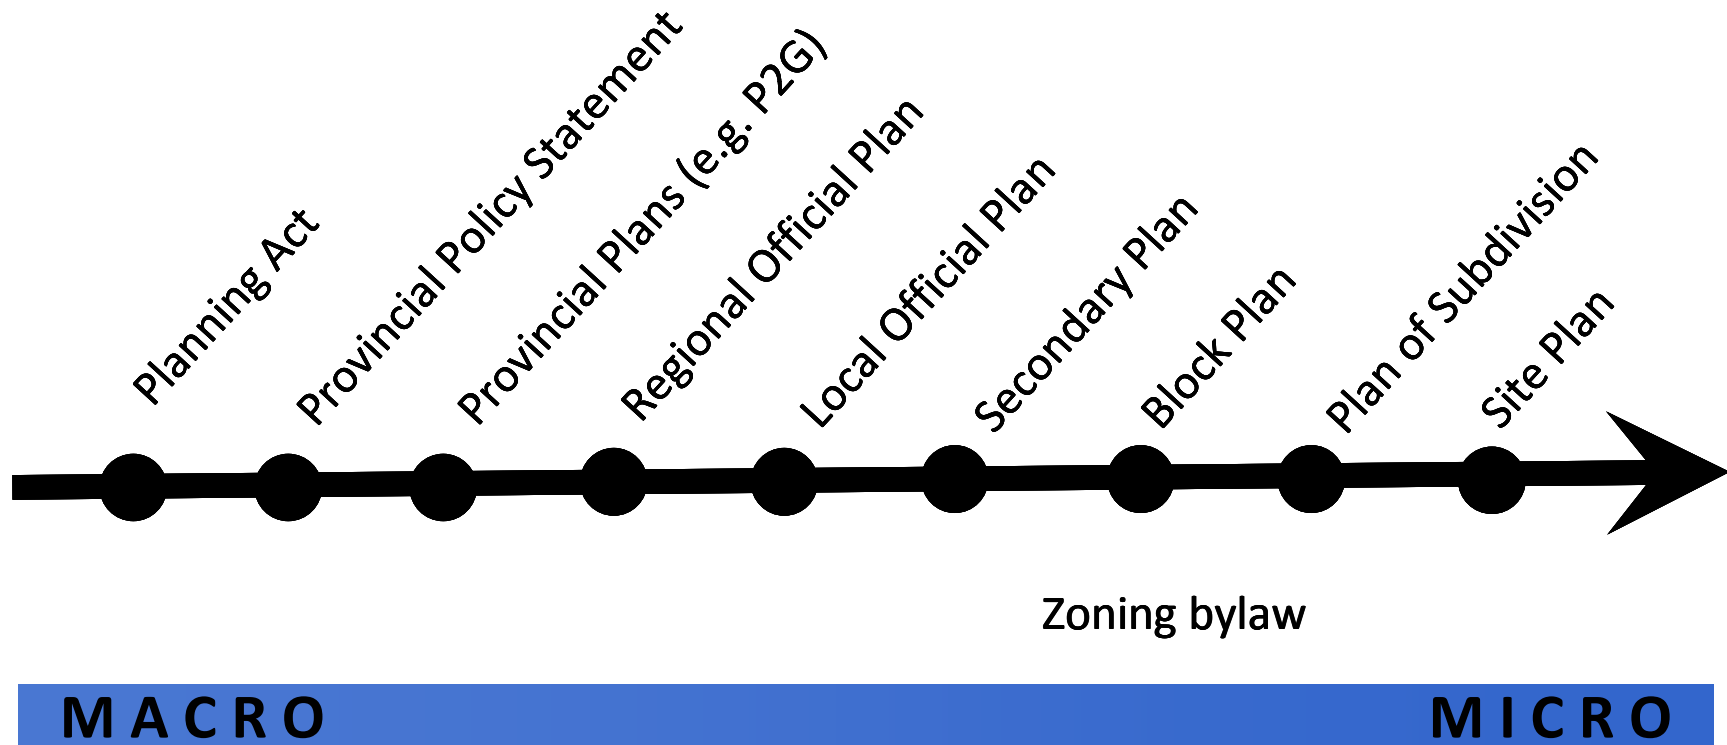 Planning Act
Provincial Policy Statement
Provincial Plans (e.g. P2G)
Regional Official Plan
Local Official Plan
Secondary Plan
Block Plan
Plan of Subdivision
Site Plan
Zoning bylaw
MACRO
MICRO